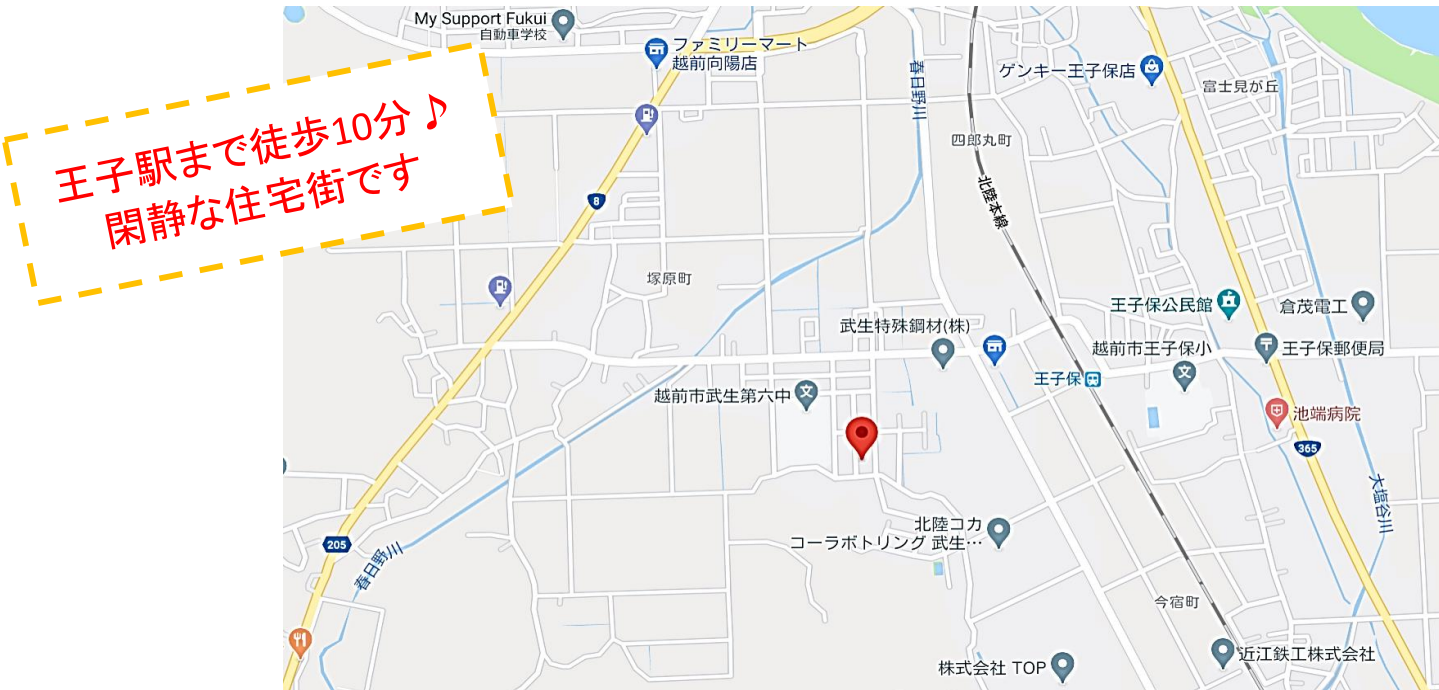 My Support Fukui
自動車学校
ファミリーマート
越前向陽店
春日野川
ゲンキー王子保店
富士見が丘
王子駅まで徒歩10分♪
閑静な住宅街です
四郎丸町
北陸本線
8
塚原町
王子保公民館
倉茂電工
武生特殊鋼材(株)
越前市王子保小
王子保郵便局
王子保
越前市武生第六中
池端病院
365
大塩谷川
北陸コカ
コーラボトリング 武生…
205
春日野川
今宿町
近江鉄工株式会社
株式会社 TOP